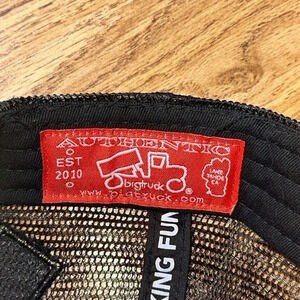 AUTHENTIC
EST
2010
LAKE
TAHOE
CA
bigtruck®
www.bigtruck.com
KING FUN